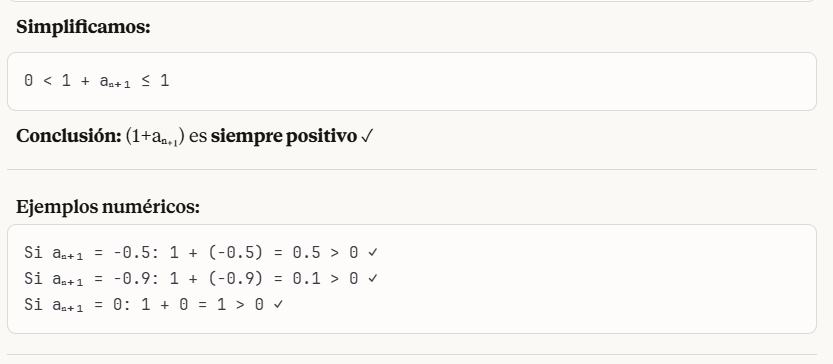 Simplificamos:
0 < 1 + aₙ₊₁ ≤ 1
Conclusión: (1+aₙ₊₁) es siempre positivo ✓
Ejemplos numéricos:
Si aₙ₊₁ = -0.5: 1 + (-0.5) = 0.5 > 0 ✓
Si aₙ₊₁ = -0.9: 1 + (-0.9) = 0.1 > 0 ✓
Si aₙ₊₁ = 0: 1 + 0 = 1 > 0 ✓